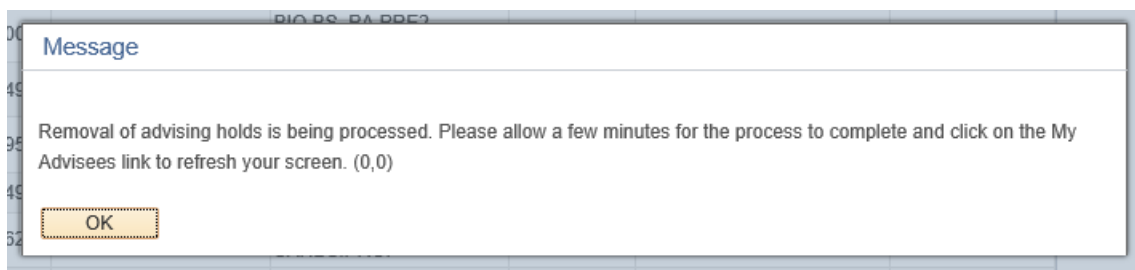 Message
Removal of advising holds is being processed. Please allow a few minutes for the process to complete and click on the My
Advisees link to refresh your screen. (0,0)
OK